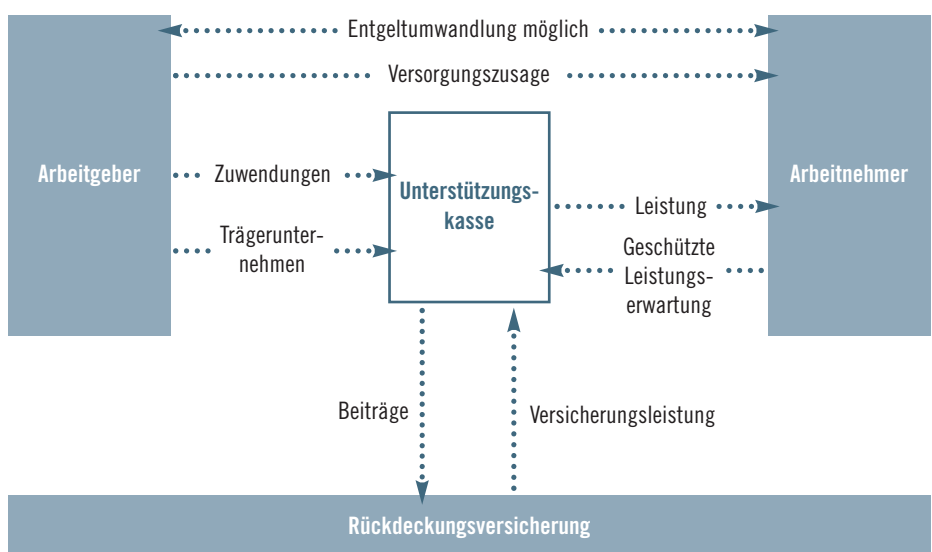 Entgeltumwandlung möglich
Versorgungszusage
Arbeitgeber
Zuwendungen
Unterstützungs-
kasse
Arbeitnehmer
Leistung
Trägerunter-
nehmen
Geschützte
Leistungs-
erwartung
Beiträge
Versicherungsleistung
Rückdeckungsversicherung